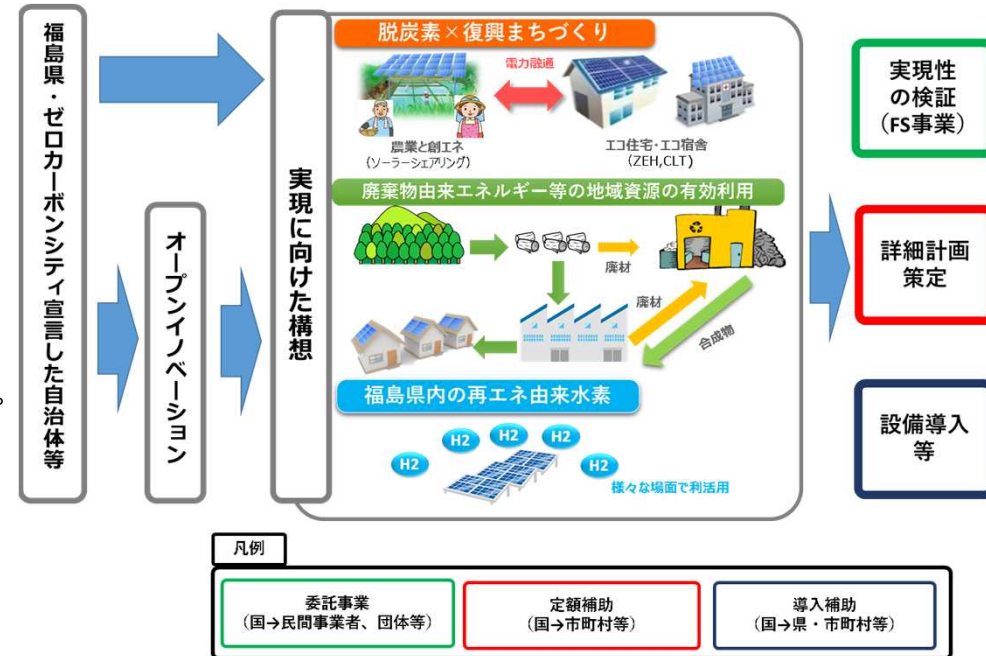 福島県・ゼロカーボンシティ宣言した自治体等
オープンイノベーション
実現に向けた構想
脱炭素×復興まちづくり
電力融通
農業と創エネ
(ソーラーシェアリング)
エコ住宅・エコ宿舎
(ZEH,CLT)
廃棄物由来エネルギー等の地域資源の有効利用
廃材
廃材
合成物
福島県内の再エネ由来水素
H2
H2
H2
H2
H2
様々な場面で利活用
実現性
の検証
（FS事業）
詳細計画
策定
設備導入
等
。
凡例
委託事業
（国→民間事業者、団体等）
定額補助
（国→市町村等）
導入補助
（国→県・市町村等）